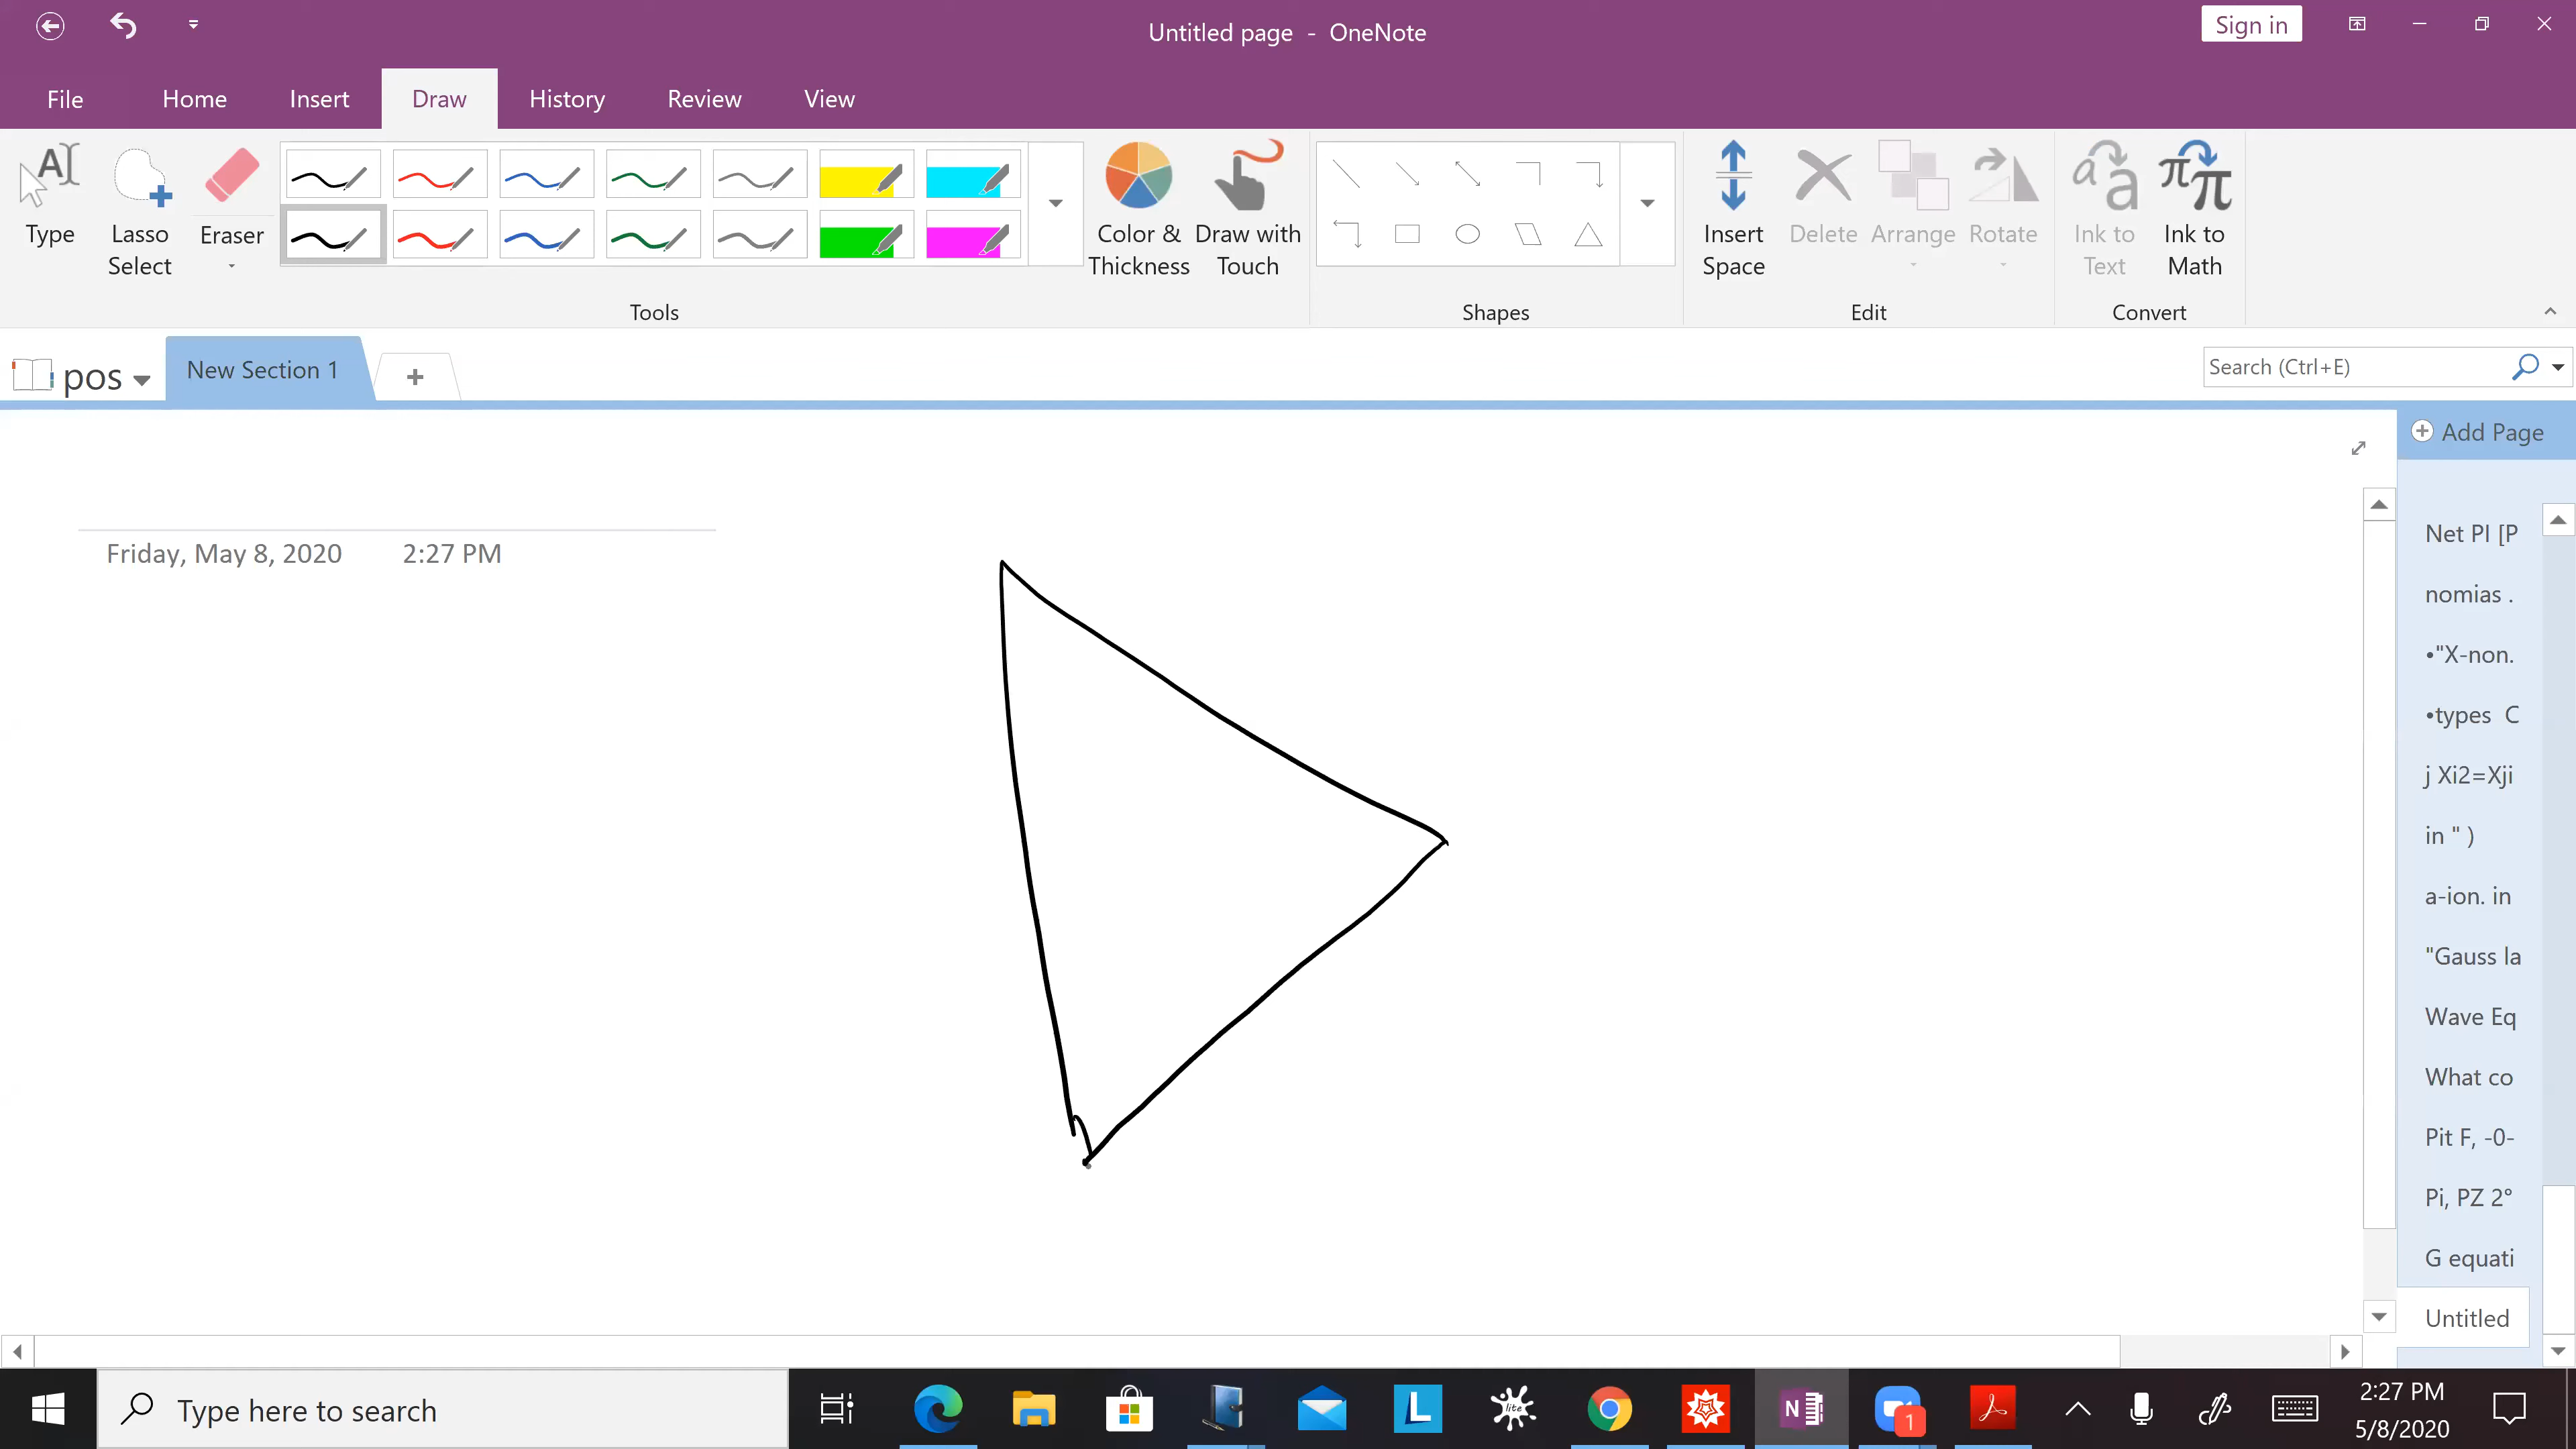 Untitled page - OneNote
Sign in
File Home Insert Draw History Review View
Type
Lasso Select
Eraser
Color & Thickness
Draw with Touch
Insert Space
Delete
Arrange
Rotate
Ink to Text
Ink to Math
Tools
Shapes
Edit
Convert
pos
New Section 1
Search (Ctrl+E)
Add Page
Friday, May 8, 2020 2:27 PM
Net PI [P
nomias .
•"X-non.
•types C
j Xi2=Xji
in " )
a-ion. in
"Gauss la
Wave Eq
What co
Pit F, -0-
Pi, PZ 2°
G equati
Untitled
Type here to search
L
lite
N
1
2:27 PM
5/8/2020